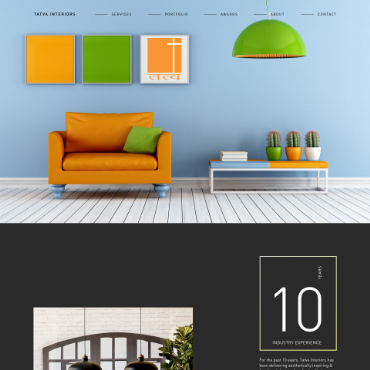 TATVA INTERIORS SERVICES PORTFOLIO AWARDS ABOUT CONTACT
तत्व
10 YEARS
INDUSTRY EXPERIENCE
For the past 10 years, Tatva Interiors has
been delivering aesthetically inspiring &